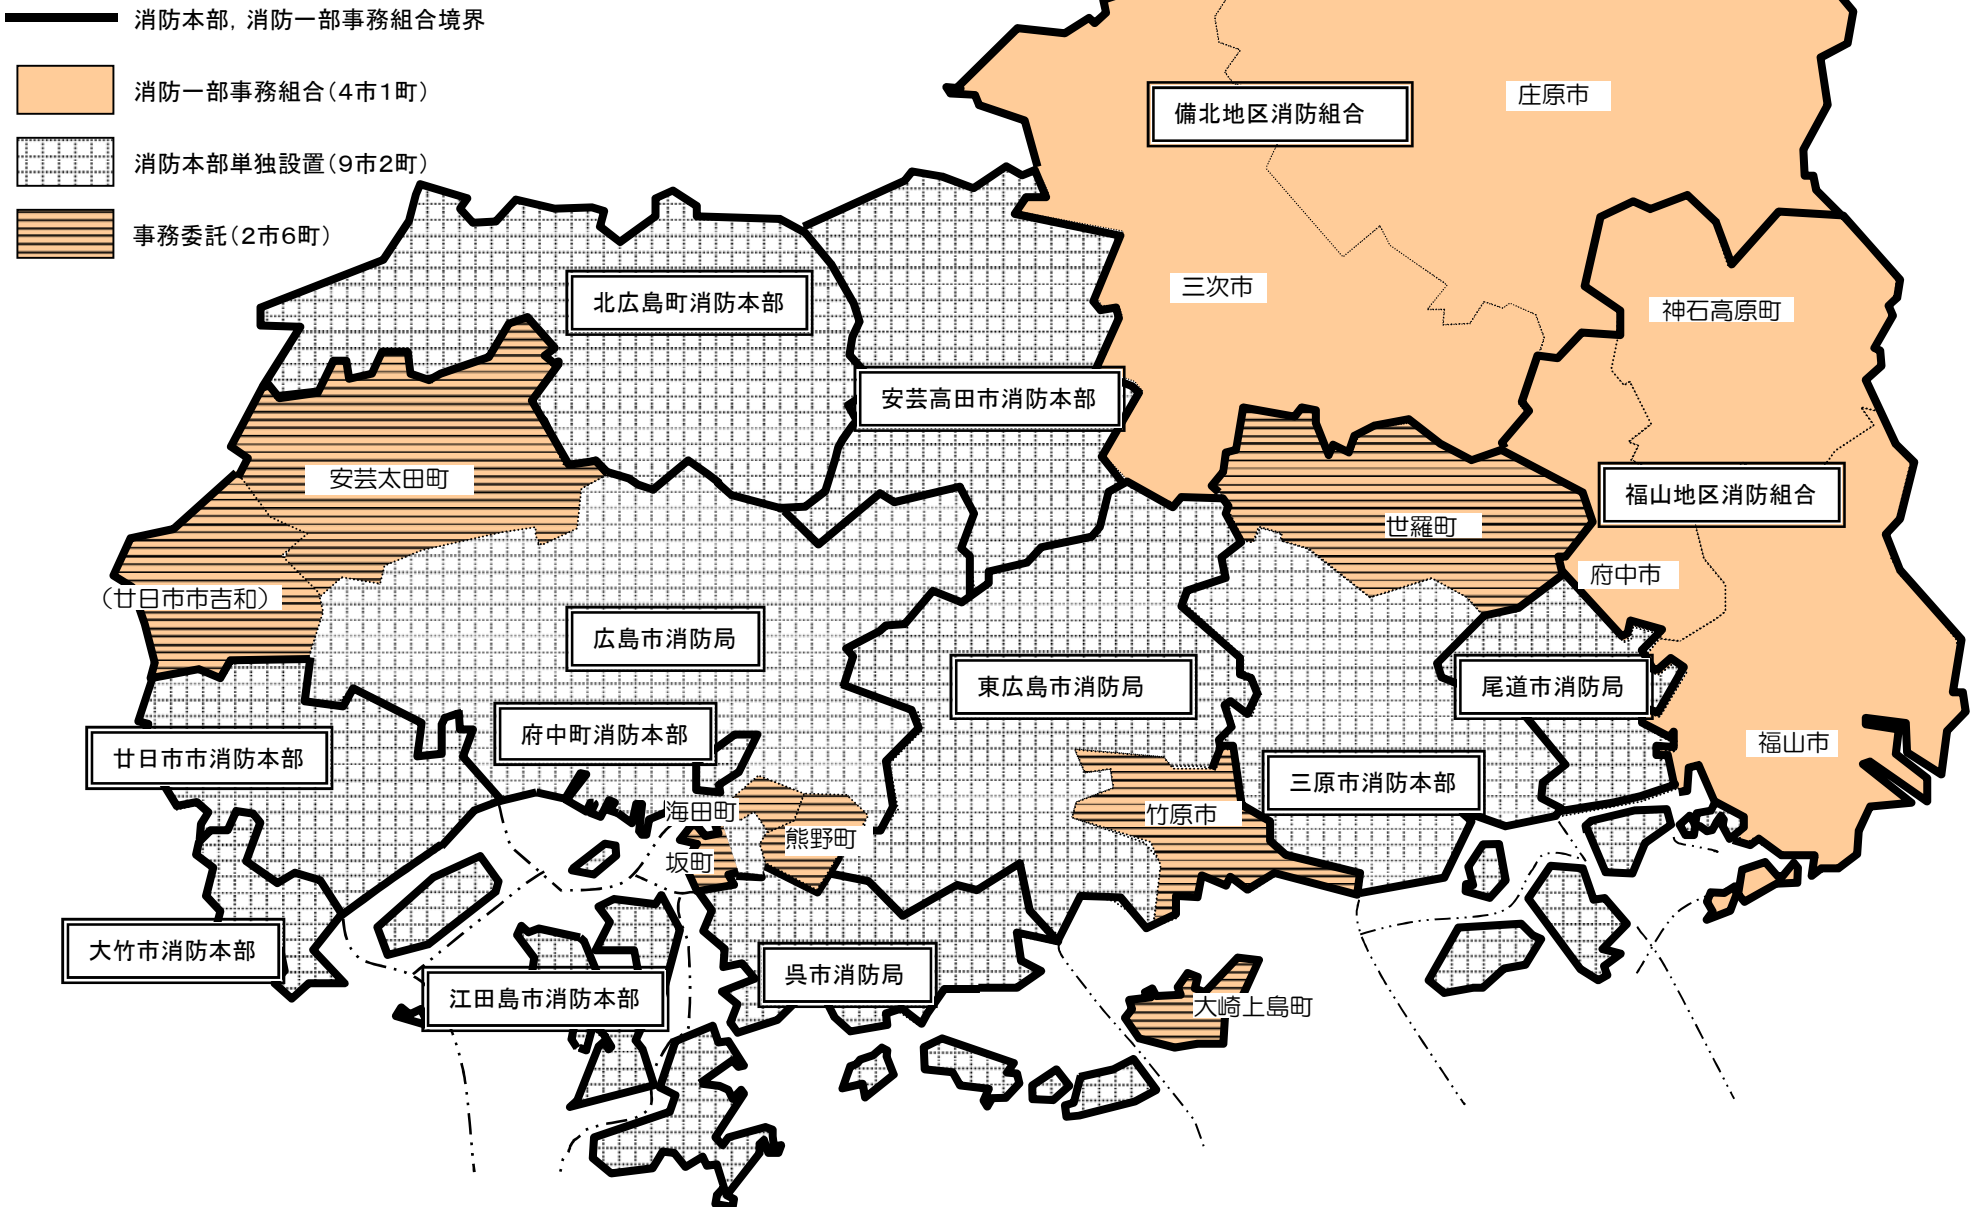 消防本部，消防一部事務組合境界
消防一部事務組合（4市1町）
消防本部単独設置（9市2町）
事務委託（2市6町）
庄原市
備北地区消防組合
三次市
北広島町消防本部
神石高原町
安芸高田市消防本部
安芸太田町
福山地区消防組合
世羅町
府中市
（廿日市市吉和）
広島市消防局
東広島市消防局
尾道市消防局
府中町消防本部
福山市
廿日市市消防本部
三原市消防本部
海田町
竹原市
熊野町
坂町
大竹市消防本部
呉市消防局
江田島市消防本部
大崎上島町